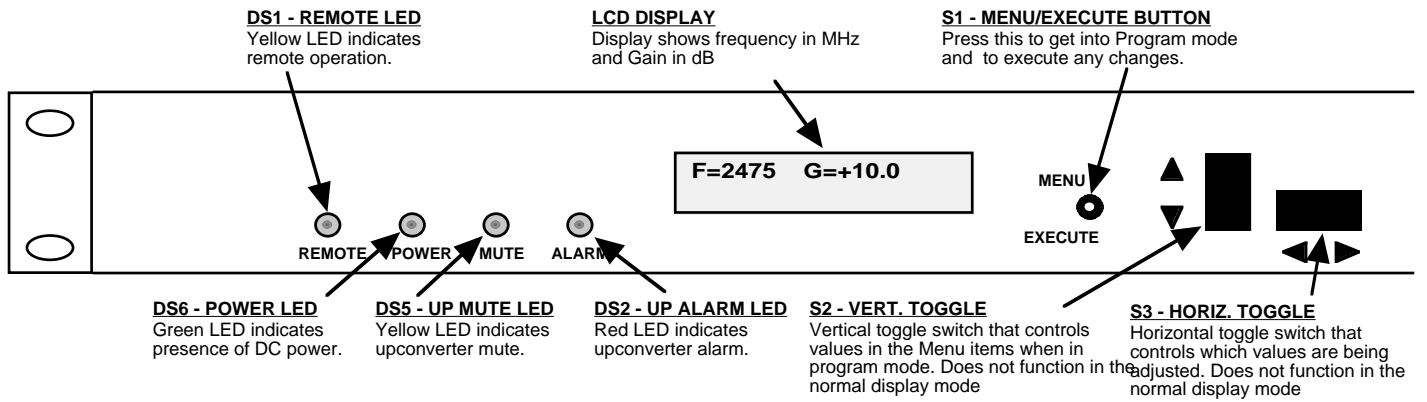 DS1 - REMOTE LED
Yellow LED indicates
remote operation.
LCD DISPLAY
Display shows frequency in MHz
and Gain in dB
S1 - MENU/EXECUTE BUTTON
Press this to get into Program mode
and to execute any changes.
F=2475 G=+10.0
MENU
EXECUTE
REMOTE
POWER
MUTE
ALARM
DS6 - POWER LED
Green LED indicates
presence of DC power.
DS5 - UP MUTE LED
Yellow LED indicates
upconverter mute.
DS2 - UP ALARM LED
Red LED indicates
upconverter alarm.
S2 - VERT. TOGGLE
Vertical toggle switch that controls
values in the Menu items when in
program mode. Does not function in the
normal display mode
S3 - HORIZ. TOGGLE
Horizontal toggle switch that
controls which values are being
adjusted. Does not function in the
normal display mode